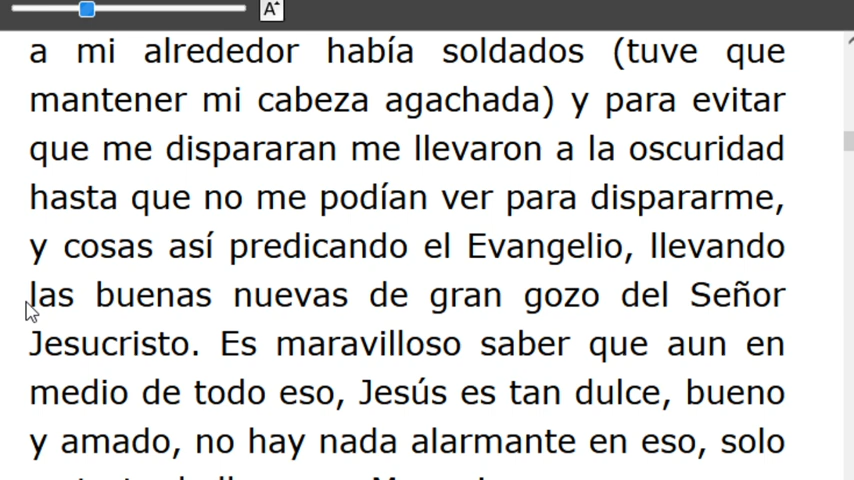 A
a mi alrededor había soldados (tuve que
mantener mi cabeza agachada) y para evitar
que me dispararan me llevaron a la oscuridad
hasta que no me podían ver para dispararme,
y cosas así predicando el Evangelio, llevando
las buenas nuevas de gran gozo del Señor
Jesucristo. Es maravilloso saber que aun en
medio de todo eso, Jesús es tan dulce, bueno
y amado, no hay nada alarmante en eso, solo